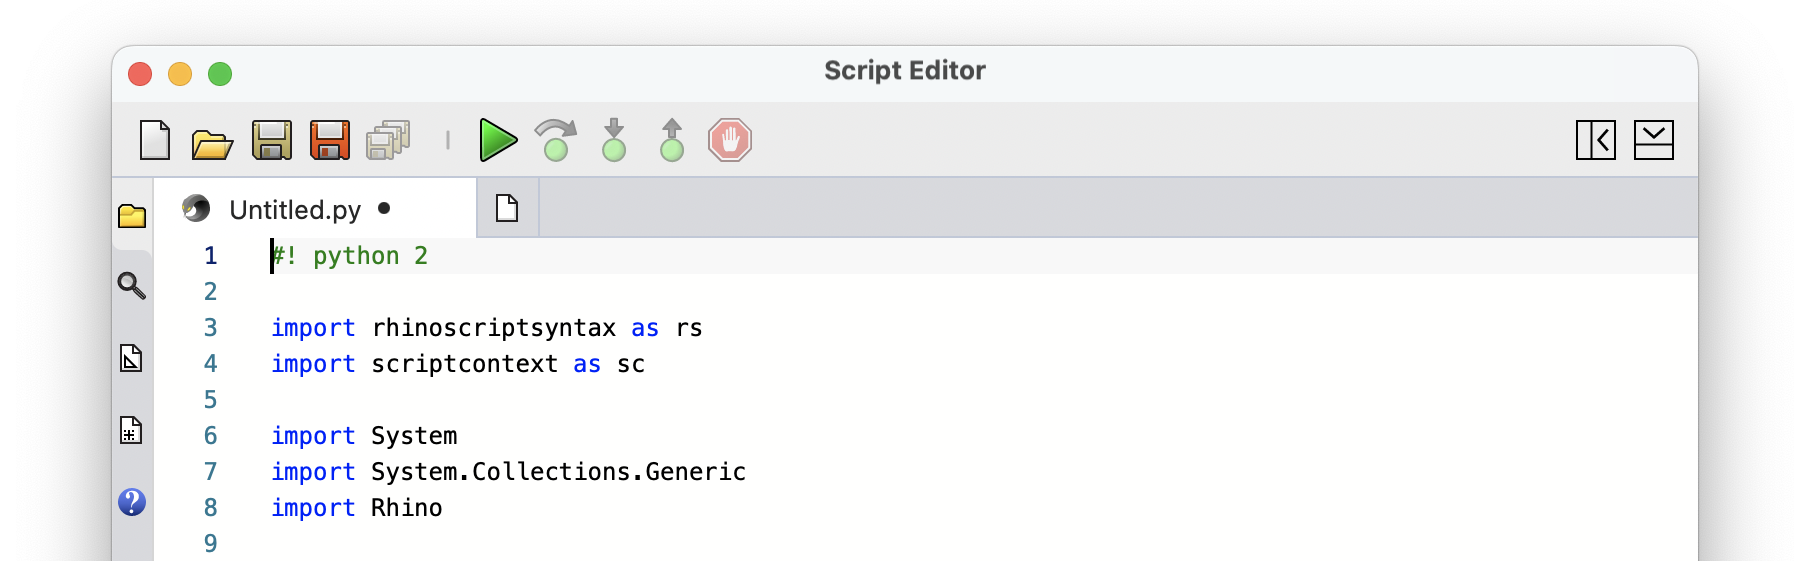 Script Editor
Untitled.py
1 #! python 2
2
3 import rhinoscriptsyntax as rs
4 import scriptcontext as sc
5
6 import System
7 import System.Collections.Generic
8 import Rhino
9